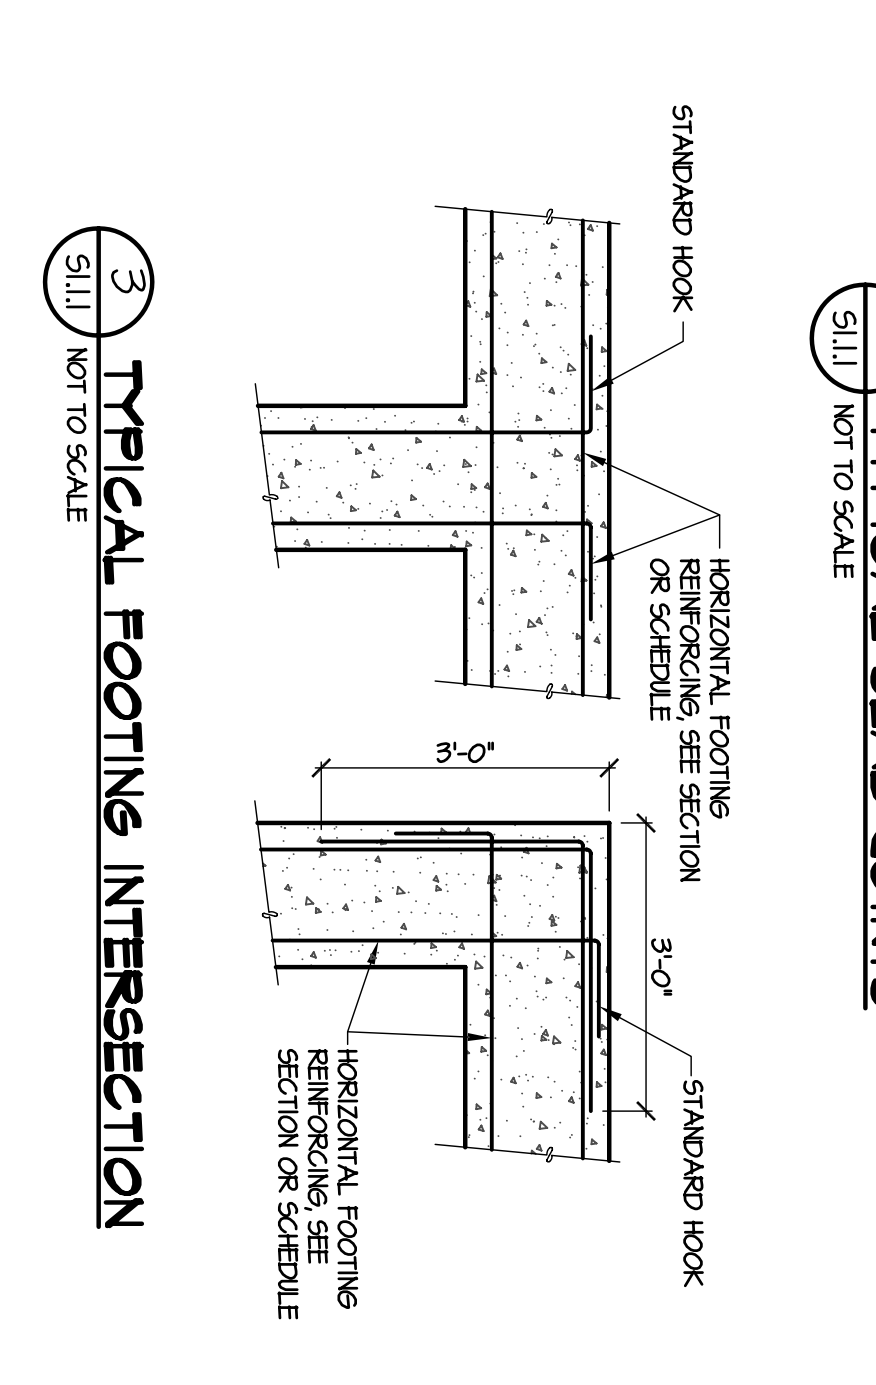 STANDARD HOOK
HORIZONTAL FOOTING
REINFORCING, SEE SECTION
OR SCHEDULE
3'-0"
3'-0"
STANDARD HOOK
HORIZONTAL FOOTING
REINFORCING, SEE
SECTION OR SCHEDULE
3
S1.1.1
TYPICAL FOOTING INTERSECTION
NOT TO SCALE
S1.1.1
NOT TO SCALE